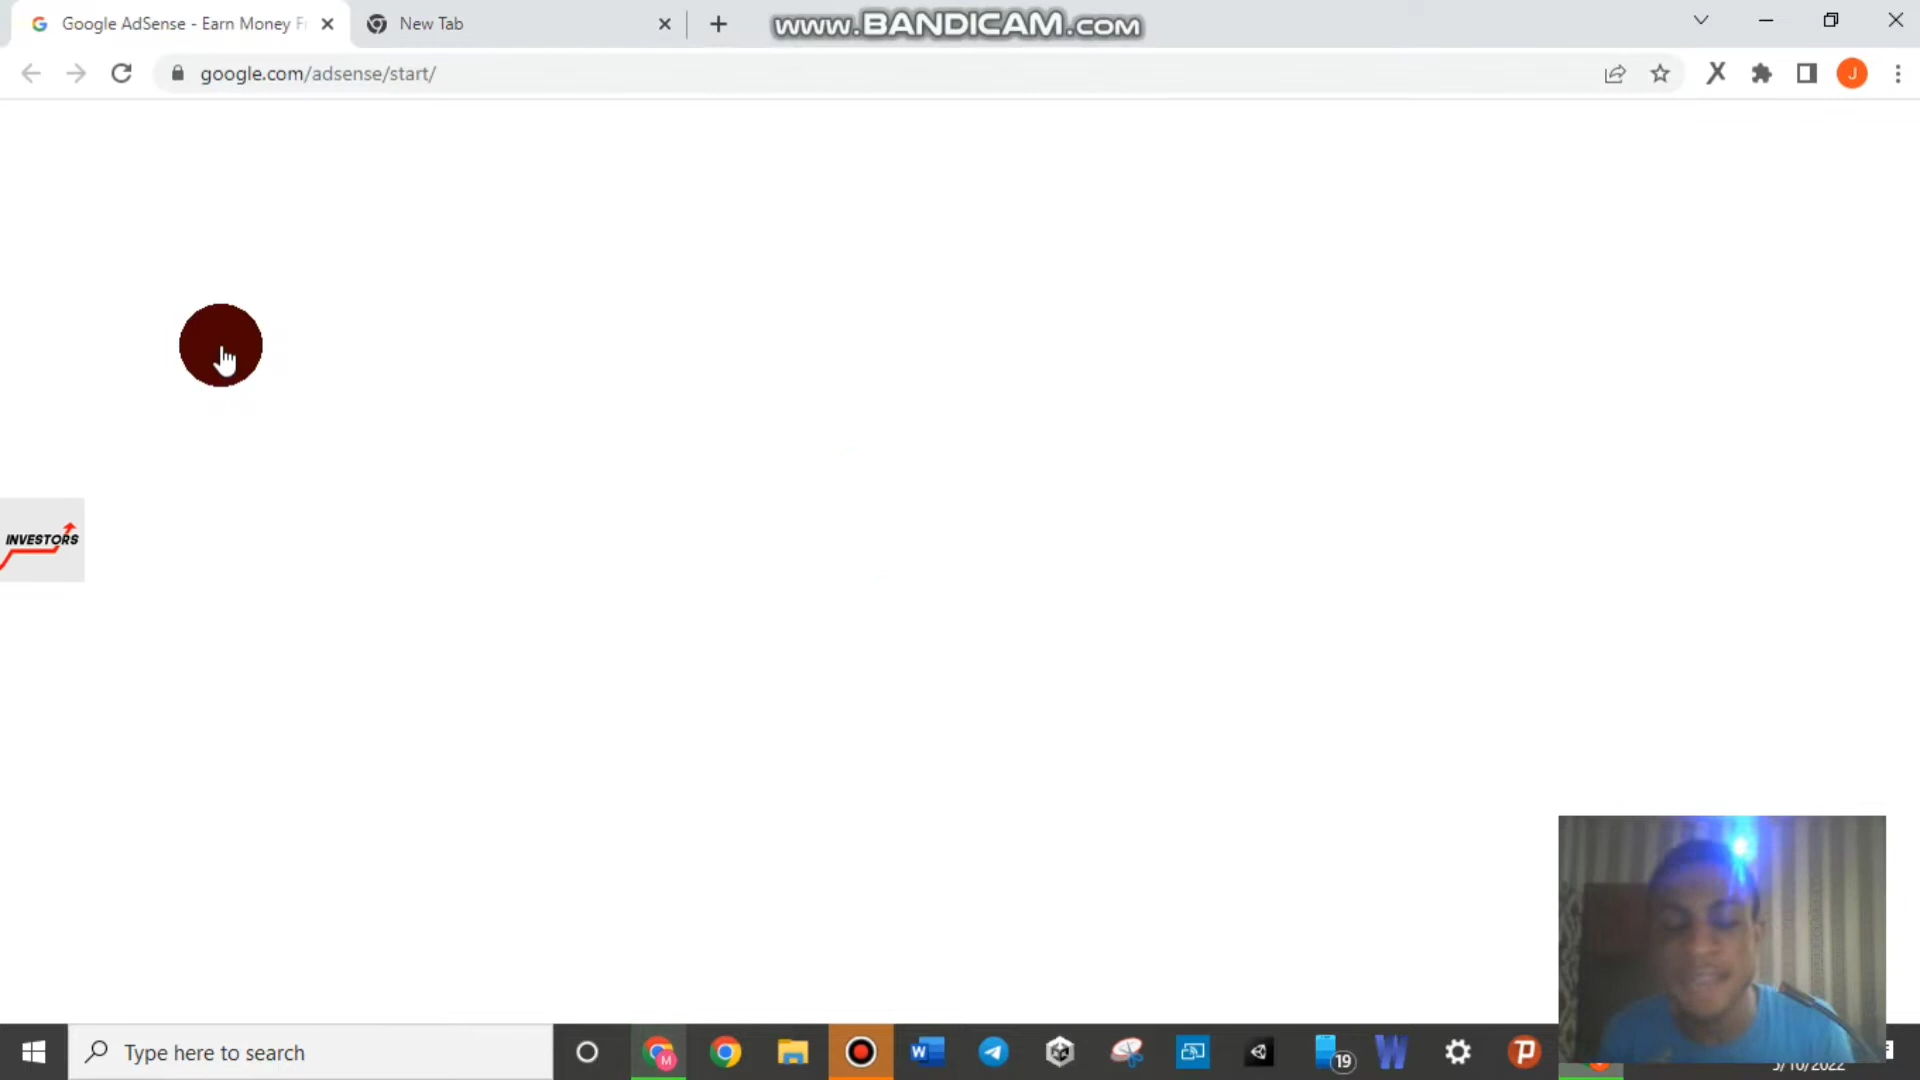 Google AdSense - Earn Money Fr
New Tab
www.BANDICAM.com
google.com/adsense/start/
J
INVESTORS
M
19
Type here to search